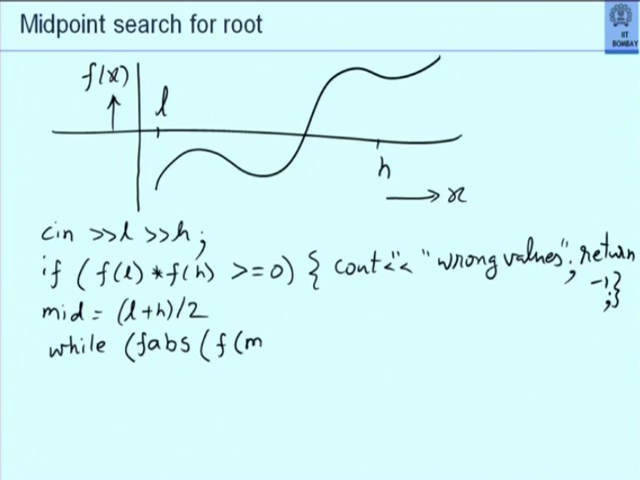 Midpoint search for root
IIT
BOMBAY
f(x)
l
h
x
cin >>l >>h;
if ( f(l) *f(h) >=0) { cout<< "wrong values"; return
-1;}
mid = (l+h)/2
while (fabs (f(m